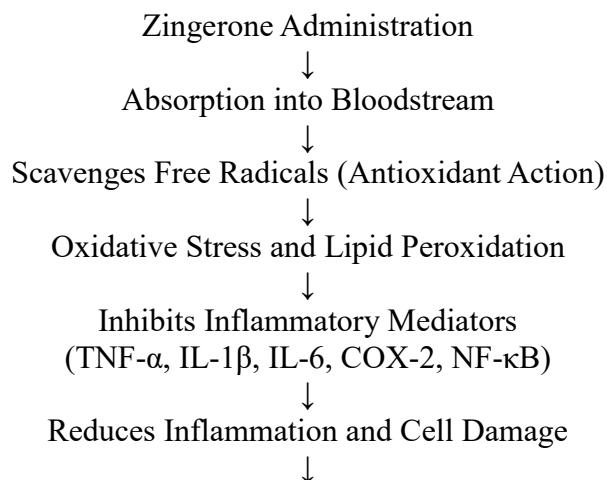 Zingerone Administration
↓
Absorption into Bloodstream
↓
Scavenges Free Radicals (Antioxidant Action)
↓
Oxidative Stress and Lipid Peroxidation
↓
Inhibits Inflammatory Mediators
(TNF-α, IL-1β, IL-6, COX-2, NF-κB)
↓
Reduces Inflammation and Cell Damage
↓